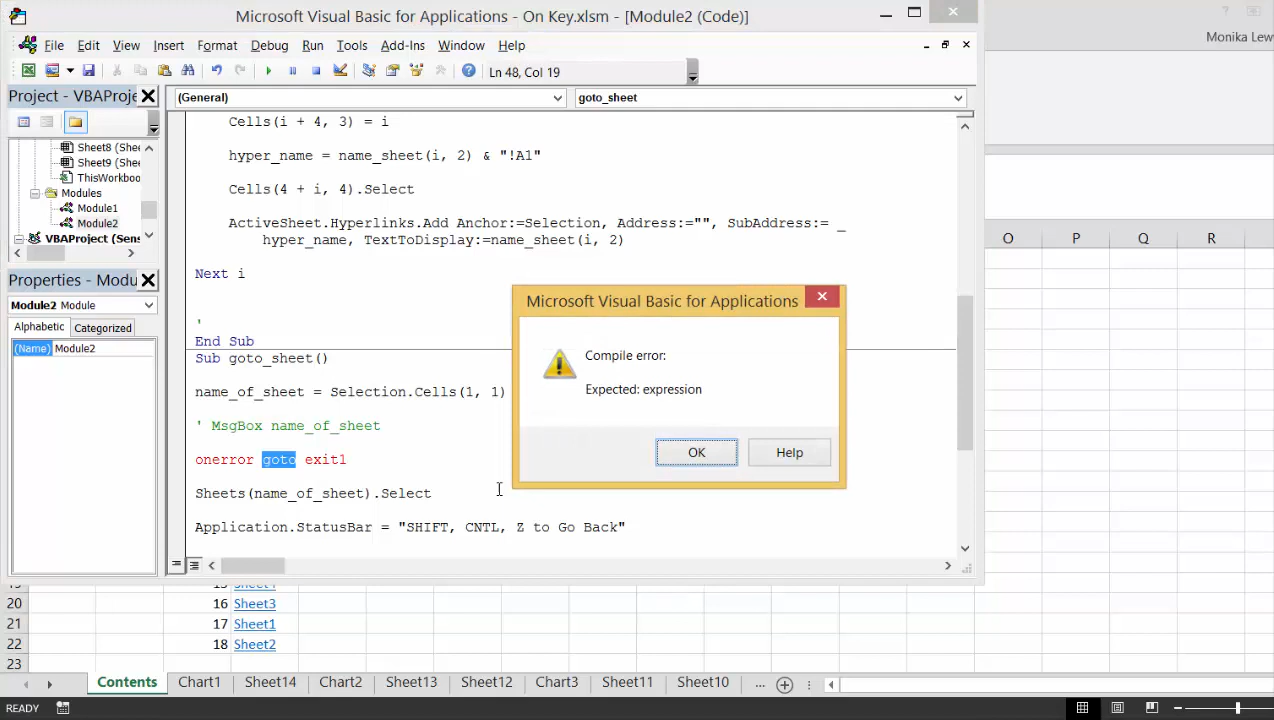 Microsoft Visual Basic for Applications - On Key.xlsm - [Module2 (Code)]
Monika Lew
File Edit View Insert Format Debug Run Tools Add-Ins Window Help
Ln 48, Col 19
Project - VBAProje
(General)
goto_sheet
Sheet8 (Shee
Sheet9 (Shee
ThisWorkboo
Modules
Module1
Module2
VBAProject (Sens
Properties - Modu
Module2 Module
Alphabetic Categorized
(Name) Module2
Cells(i + 4, 3) = i
hyper_name = name_sheet(i, 2) & "!A1"
Cells(4 + i, 4).Select
ActiveSheet.Hyperlinks.Add Anchor:=Selection, Address:="", SubAddress:= _
hyper_name, TextToDisplay:=name_sheet(i, 2)
Next i
'
End Sub
Sub goto_sheet()
name_of_sheet = Selection.Cells(1, 1)
' MsgBox name_of_sheet
onerror goto exit1
Sheets(name_of_sheet).Select
Application.StatusBar = "SHIFT, CNTL, Z to Go Back"
Microsoft Visual Basic for Applications
Compile error:
Expected: expression
OK Help
O P Q R
20 16 Sheet3
21 17 Sheet1
22 18 Sheet2
23
Contents Chart1 Sheet14 Chart2 Sheet13 Sheet12 Chart3 Sheet11 Sheet10 ...
READY